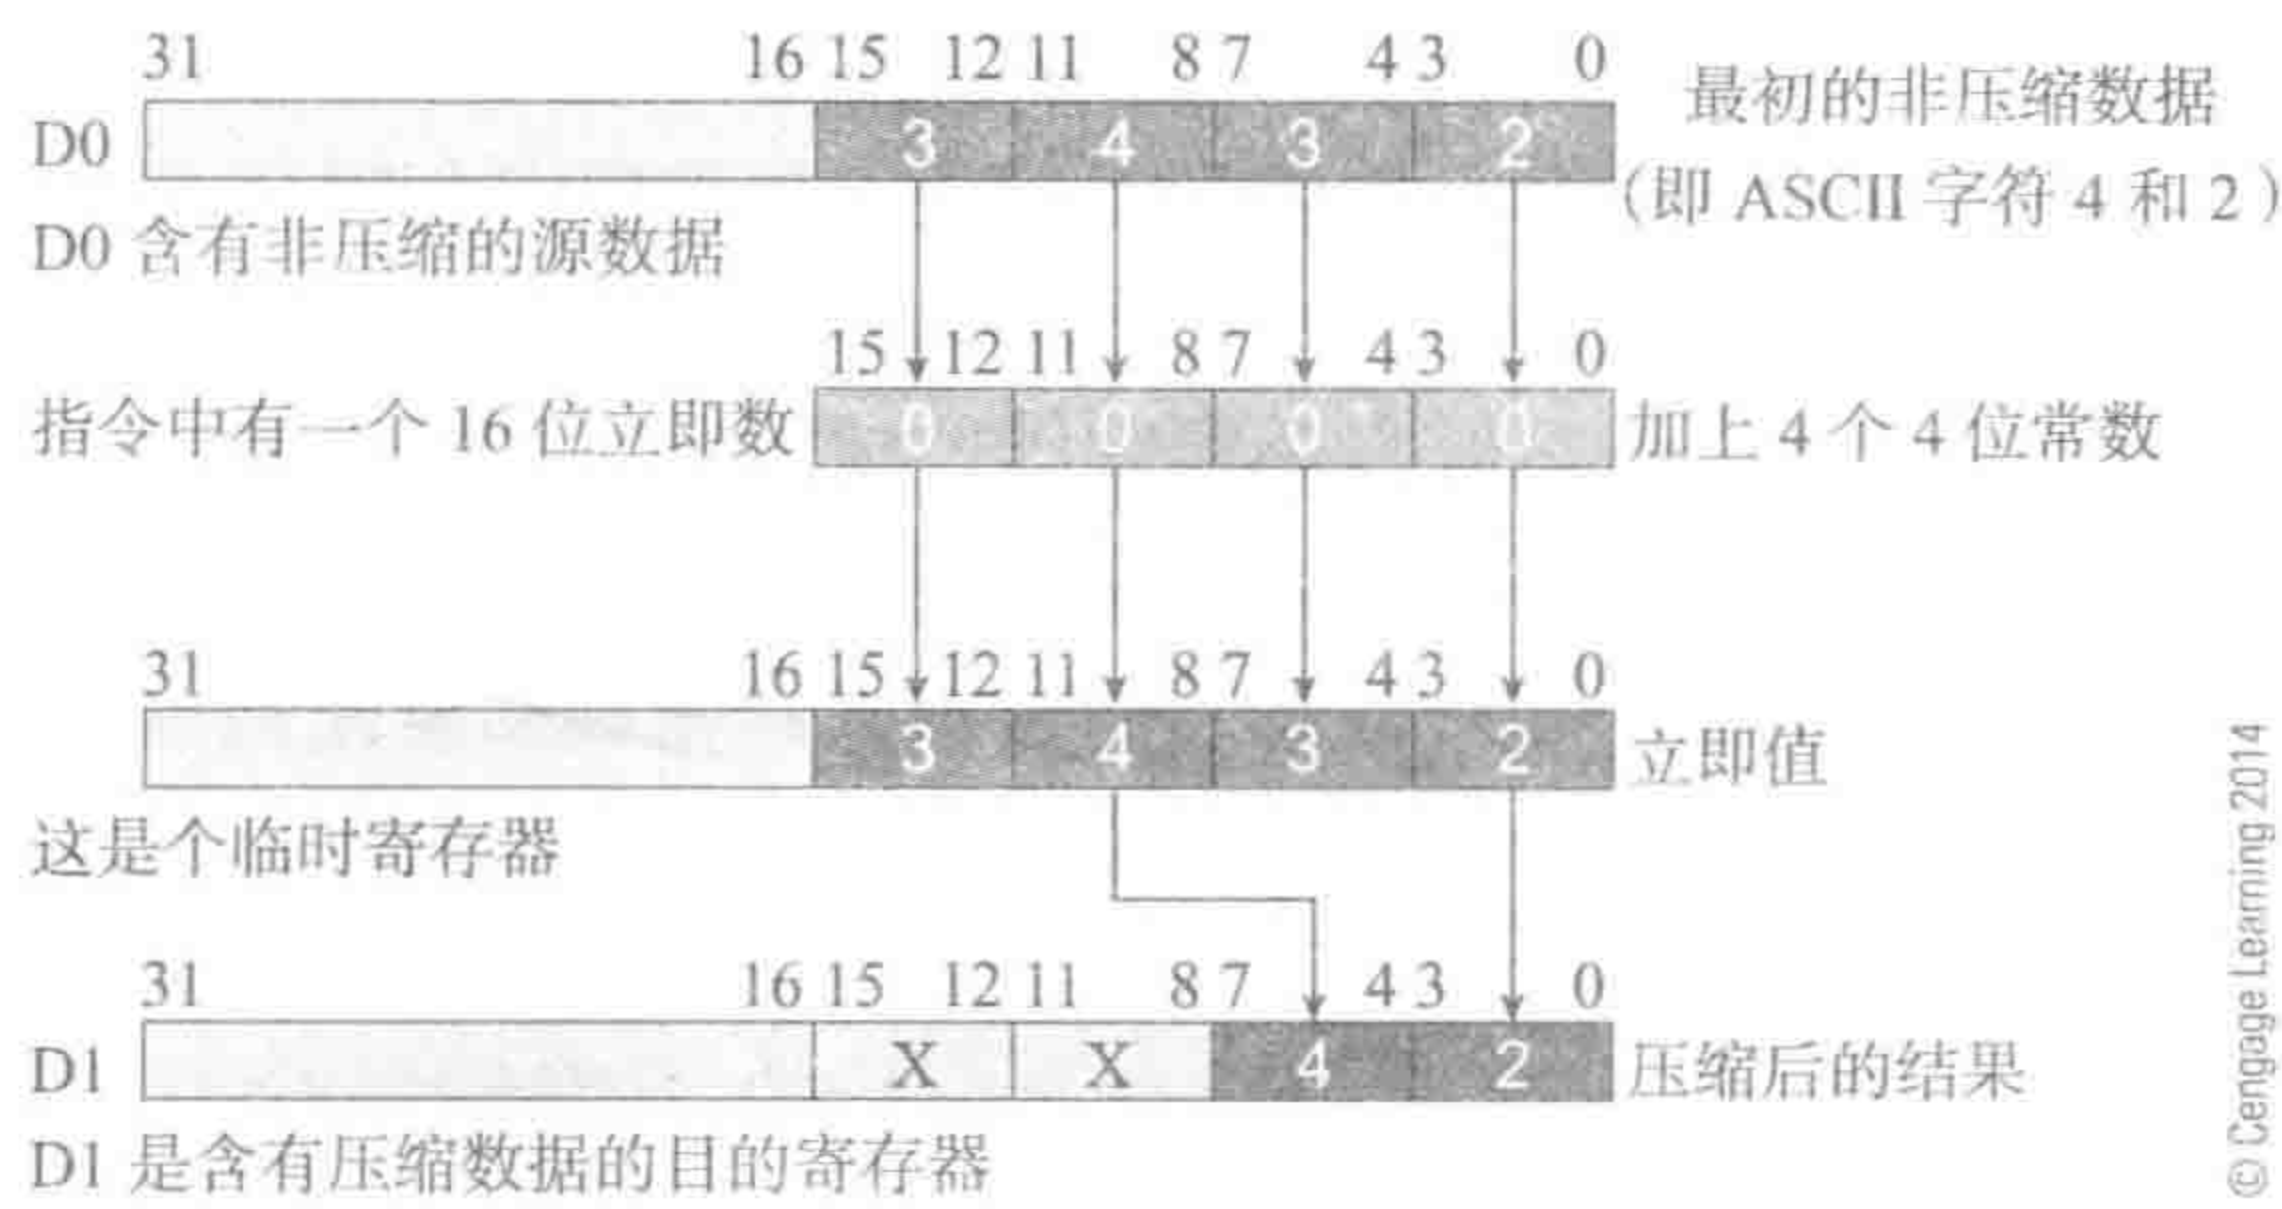 31 16 15 12 11 8 7 4 3 0
D0 3 4 3 2 最初的非压缩数据
(即 ASCII 字符 4 和 2)
D0 含有非压缩的源数据
15 12 11 8 7 4 3 0
指令中有一个 16 位立即数 0 0 0 0 加上 4 个 4 位常数
31 16 15 12 11 8 7 4 3 0
3 4 3 2 立即值
这是个临时寄存器
31 16 15 12 11 8 7 4 3 0
D1 X X 4 2 压缩后的结果
D1 是含有压缩数据的目的寄存器
© Cengage Learning 2014